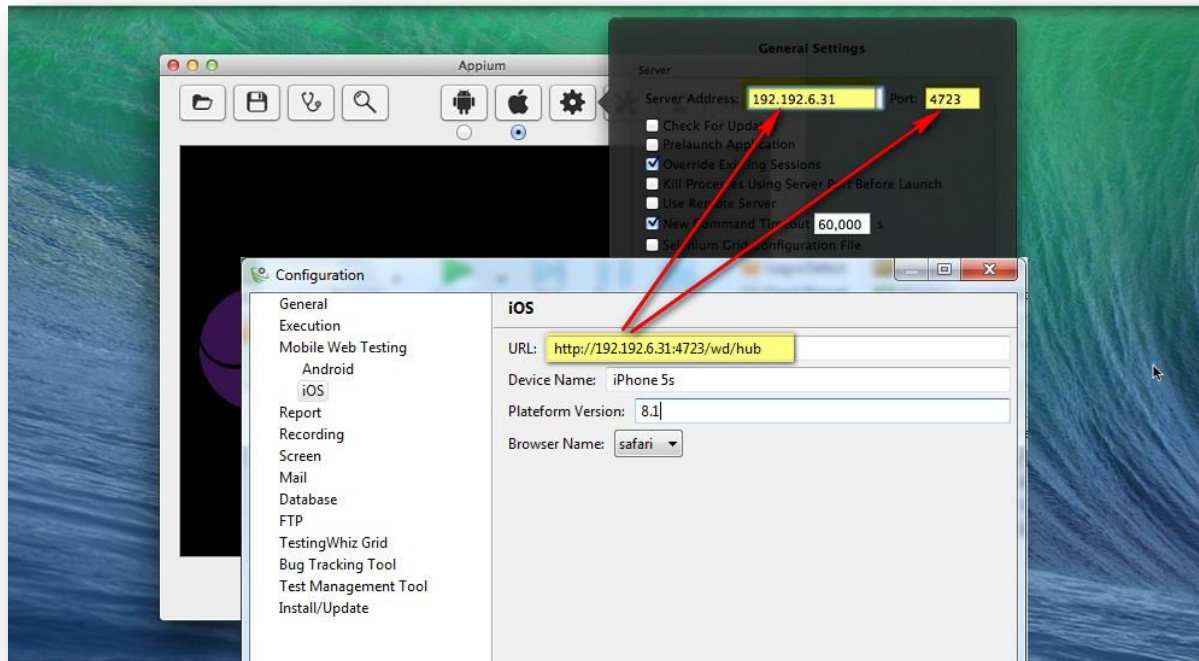 Appium
General Settings
Server
Server Address: 192.192.6.31 Port: 4723
Check For Updat
Prelaunch Application
Override Existing Sessions
Kill Processes Using Server Port Before Launch
Use Remote Server
New Command Timeout 60,000 s
Selenium Grid Configuration File
Configuration
General
Execution
Mobile Web Testing
Android
iOS
Report
Recording
Screen
Mail
Database
FTP
TestingWhiz Grid
Bug Tracking Tool
Test Management Tool
Install/Update
iOS
URL: http://192.192.6.31:4723/wd/hub
Device Name: iPhone 5s
Plateform Version: 8.1
Browser Name: safari